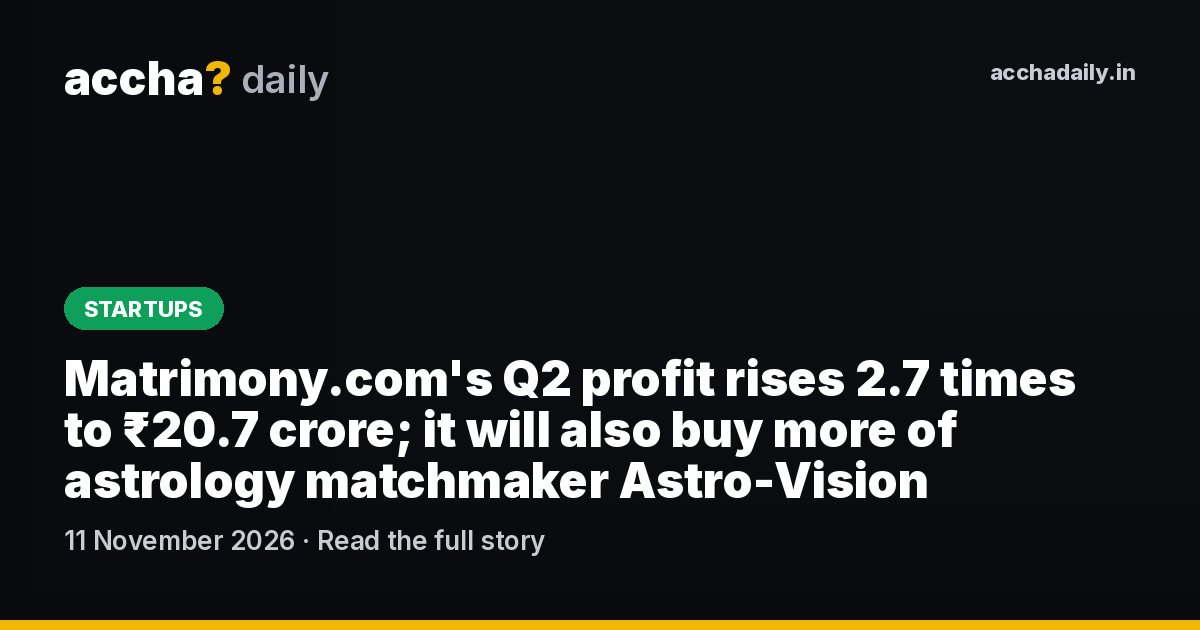 accha? daily
acchadaily.in
STARTUPS
Matrimony.com's Q2 profit rises 2.7 times
to ₹20.7 crore; it will also buy more of
astrology matchmaker Astro-Vision
11 November 2026 · Read the full story